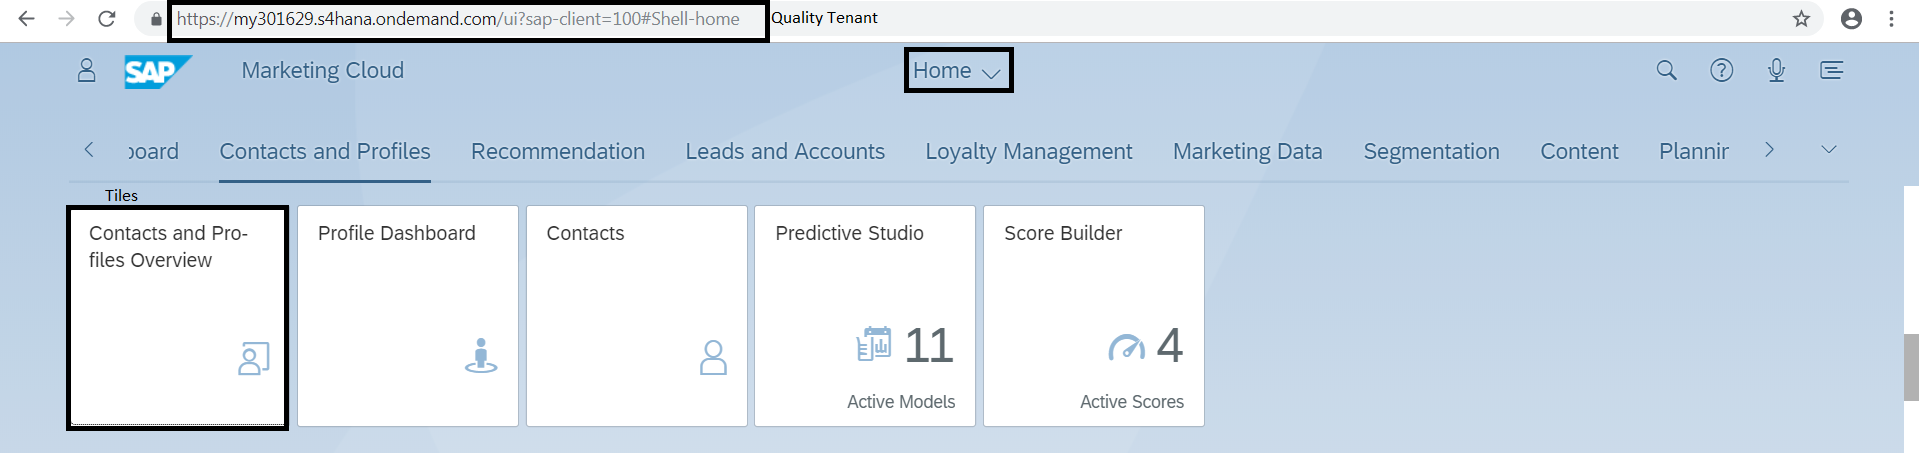 https://my301629.s4hana.ondemand.com/ui?sap-client=100#Shell-home Quality Tenant
SAP Marketing Cloud Home
board Contacts and Profiles Recommendation Leads and Accounts Loyalty Management Marketing Data Segmentation Content Plannin
Tiles
Contacts and Pro-
files Overview
Profile Dashboard
Contacts
Predictive Studio
11
Active Models
Score Builder
4
Active Scores